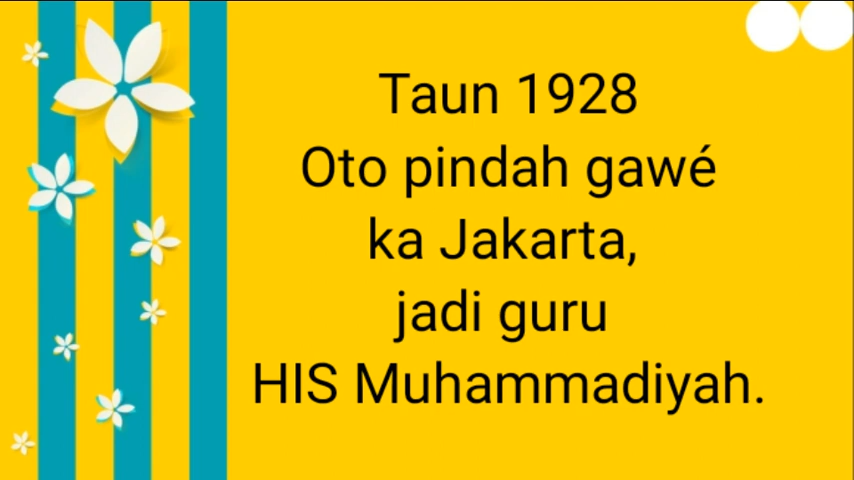 Taun 1928
Oto pindah gawé
ka Jakarta,
jadi guru
HIS Muhammadiyah.